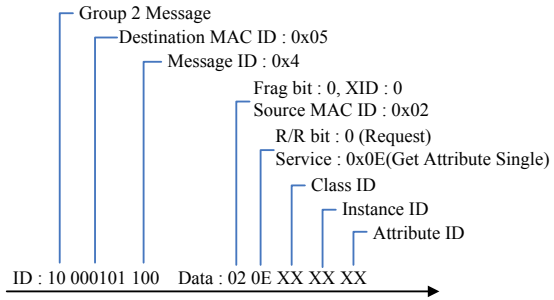 Group 2 Message
Destination MAC ID : 0x05
Message ID : 0x4
Frag bit : 0, XID : 0
Source MAC ID : 0x02
R/R bit : 0 (Request)
Service : 0x0E(Get Attribute Single)
Class ID
Instance ID
Attribute ID
ID : 10 000101 100 Data : 02 0E XX XX XX